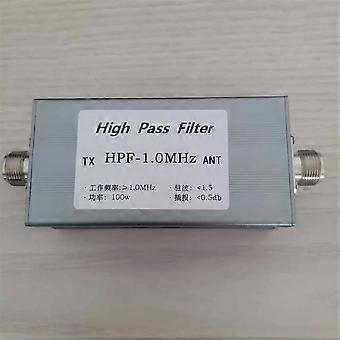 High Pass Filter
TX HPF-1.0MHz ANT
·工作频率:≥1.0MHz ·驻波: <1.5
·功率: 100w ·插损: <0.5db